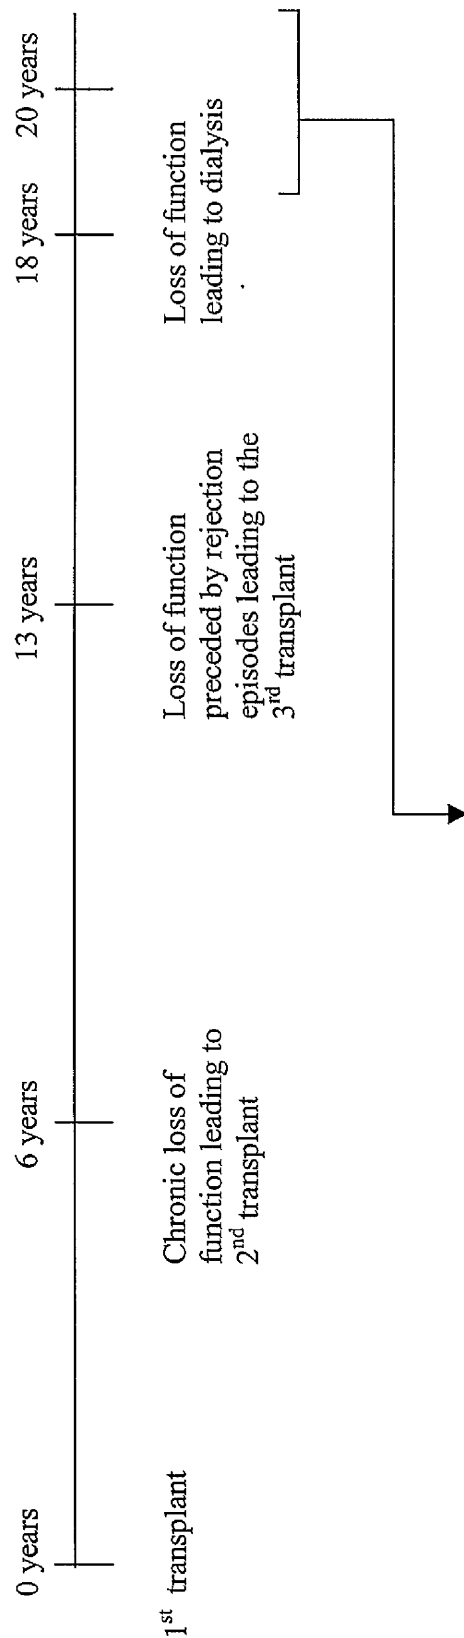 0 years
6 years
13 years
18 years
20 years
1st transplant
Chronic loss of
function leading to
2nd transplant
Loss of function
preceded by rejection
episodes leading to the
3rd transplant
Loss of function
leading to dialysis